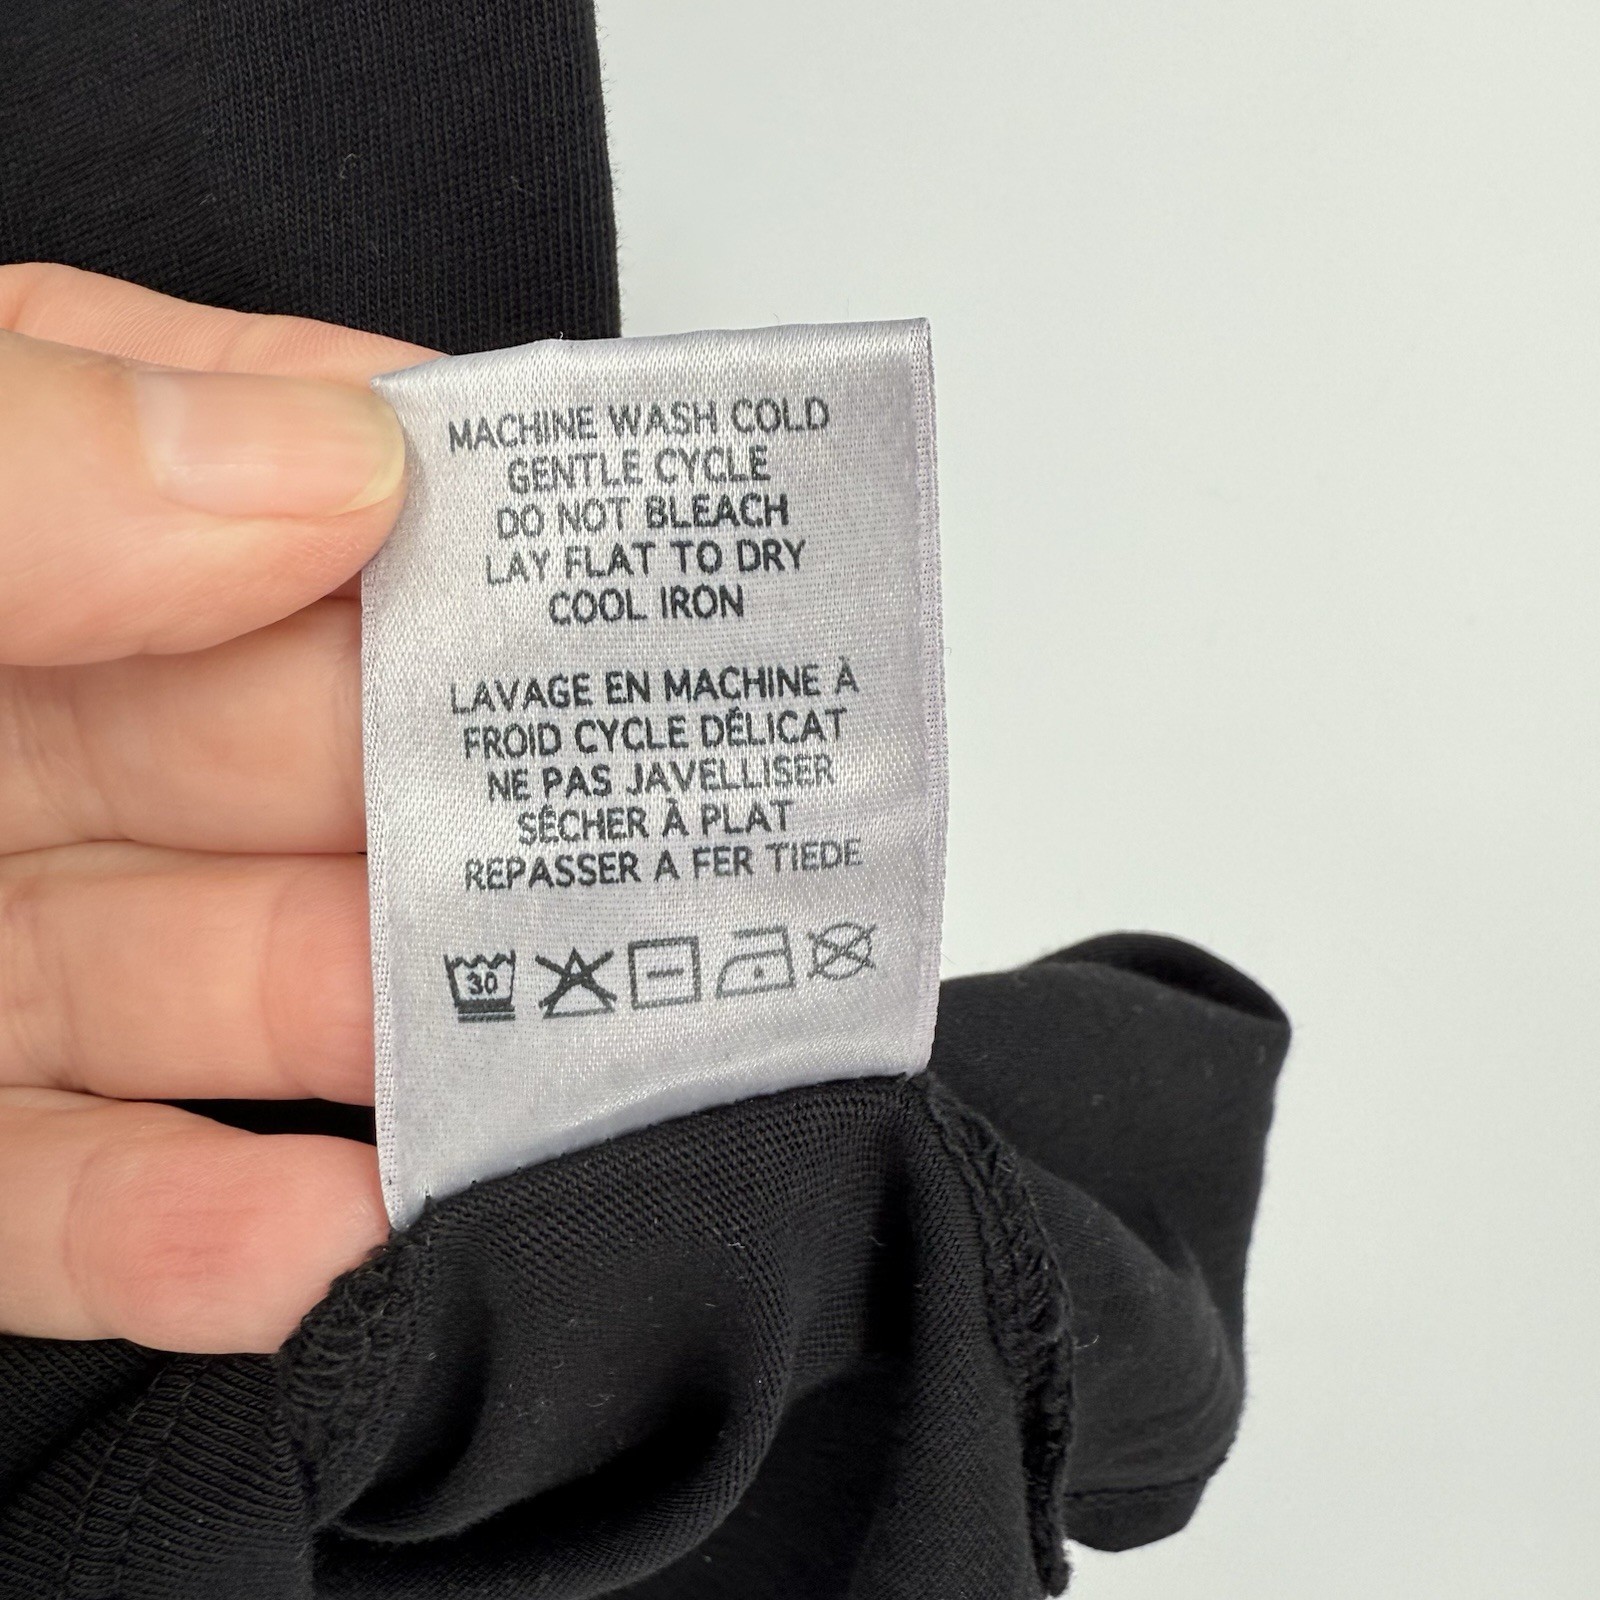 MACHINE WASH COLD
GENTLE CYCLE
DO NOT BLEACH
LAY FLAT TO DRY
COOL IRON
LAVAGE EN MACHINE À
FROID CYCLE DÉLICAT
NE PAS JAVELLISER
SÉCHER À PLAT
REPASSER A FER TIEDE
30